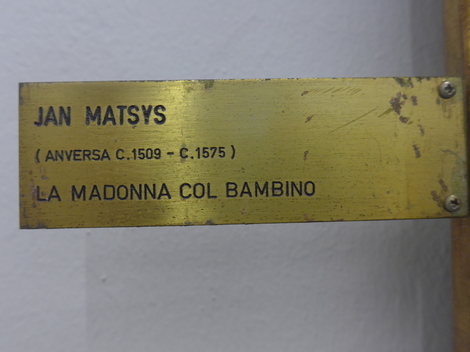 JAN MATSYS
( ANVERSA C.1509 - C.1575 )
LA MADONNA COL BAMBINO